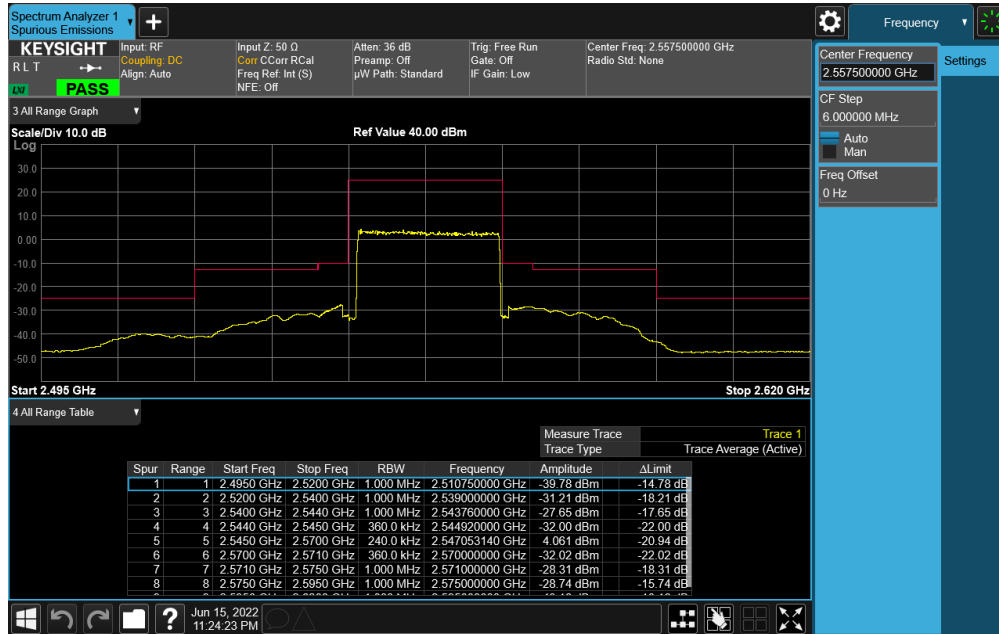 Spectrum Analyzer 1
Spurious Emissions
Frequency
KEYSIGHT
R L T
LXI
PASS
Input: RF
Coupling: DC
Align: Auto
Input Z: 50 Ω
Corr CCorr RCal
Freq Ref: Int (S)
NFE: Off
Atten: 36 dB
Preamp: Off
µW Path: Standard
Trig: Free Run
Gate: Off
IF Gain: Low
Center Freq: 2.557500000 GHz
Radio Std: None
Center Frequency
2.557500000 GHz
Settings
CF Step
6.000000 MHz
Auto
Man
Freq Offset
0 Hz
3 All Range Graph
Scale/Div 10.0 dB
Ref Value 40.00 dBm
Log
30.0
20.0
10.0
0.00
-10.0
-20.0
-30.0
-40.0
-50.0
Start 2.495 GHz
Stop 2.620 GHz
4 All Range Table
Measure Trace Trace 1
Trace Type Trace Average (Active)
Spur Range Start Freq Stop Freq RBW Frequency Amplitude ΔLimit
1 1 2.4950 GHz 2.5200 GHz 1.000 MHz 2.510750000 GHz -39.78 dBm -14.78 dB
2 2 2.5200 GHz 2.5400 GHz 1.000 MHz 2.539000000 GHz -31.21 dBm -18.21 dB
3 3 2.5400 GHz 2.5440 GHz 1.000 MHz 2.543760000 GHz -27.65 dBm -17.65 dB
4 4 2.5440 GHz 2.5450 GHz 360.0 kHz 2.544920000 GHz -32.00 dBm -22.00 dB
5 5 2.5450 GHz 2.5700 GHz 240.0 kHz 2.547053140 GHz 4.061 dBm -20.94 dB
6 6 2.5700 GHz 2.5710 GHz 360.0 kHz 2.570000000 GHz -32.02 dBm -22.02 dB
7 7 2.5710 GHz 2.5750 GHz 1.000 MHz 2.571000000 GHz -28.31 dBm -18.31 dB
8 8 2.5750 GHz 2.5950 GHz 1.000 MHz 2.575000000 GHz -28.74 dBm -15.74 dB
Jun 15, 2022
11:24:23 PM